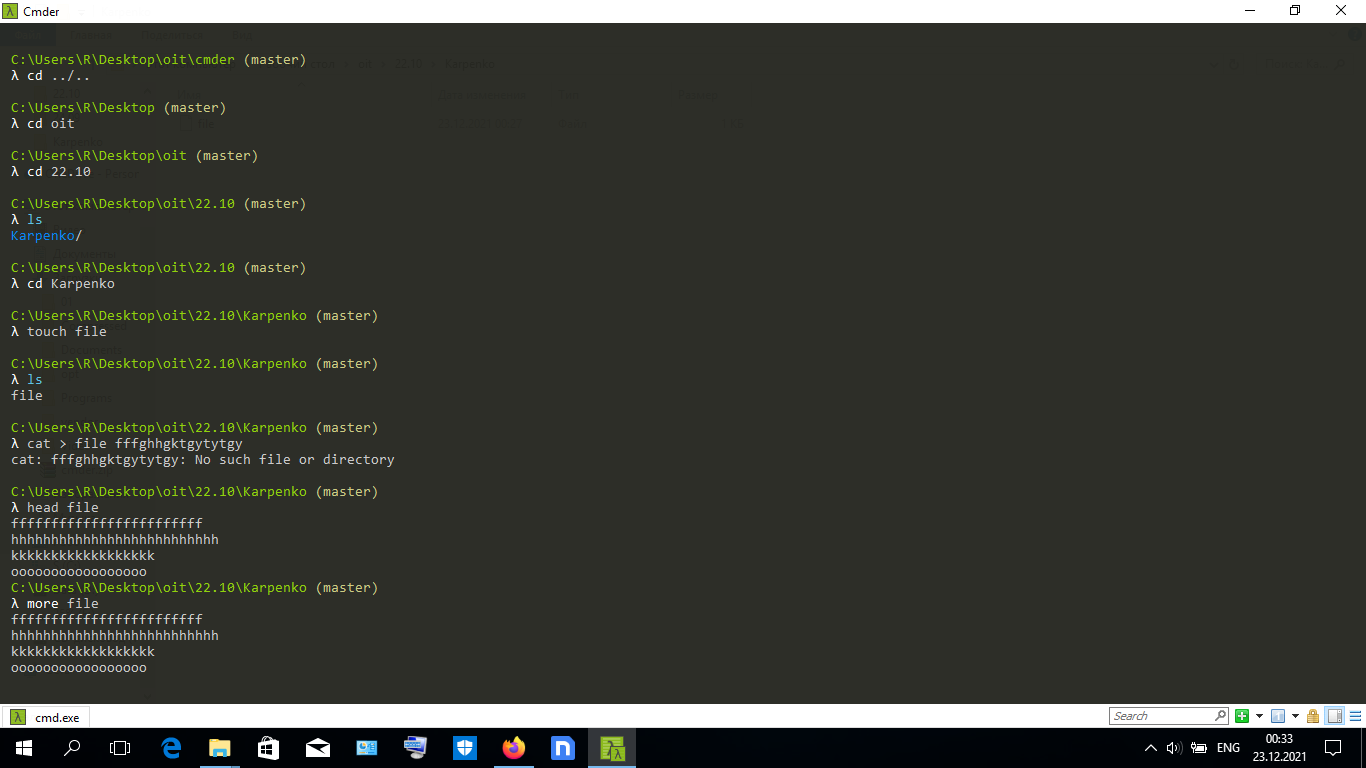 Cmder
C:\Users\R\Desktop\oit\cmder (master)
λ cd ../..
C:\Users\R\Desktop (master)
λ cd oit
C:\Users\R\Desktop\oit (master)
λ cd 22.10
C:\Users\R\Desktop\oit\22.10 (master)
λ ls
Karpenko/
C:\Users\R\Desktop\oit\22.10 (master)
λ cd Karpenko
C:\Users\R\Desktop\oit\22.10\Karpenko (master)
λ touch file
C:\Users\R\Desktop\oit\22.10\Karpenko (master)
λ ls
file
C:\Users\R\Desktop\oit\22.10\Karpenko (master)
λ cat > file fffghhgktgytytgy
cat: fffghhgktgytytgy: No such file or directory
C:\Users\R\Desktop\oit\22.10\Karpenko (master)
λ head file
ffffffffffffffffffffffff
hhhhhhhhhhhhhhhhhhhhhhhhhh
kkkkkkkkkkkkkkkkkk
ooooooooooooooooo
C:\Users\R\Desktop\oit\22.10\Karpenko (master)
λ more file
ffffffffffffffffffffffff
hhhhhhhhhhhhhhhhhhhhhhhhhh
kkkkkkkkkkkkkkkkkk
ooooooooooooooooo
λ cmd.exe
Search
ENG
00:33
23.12.2021